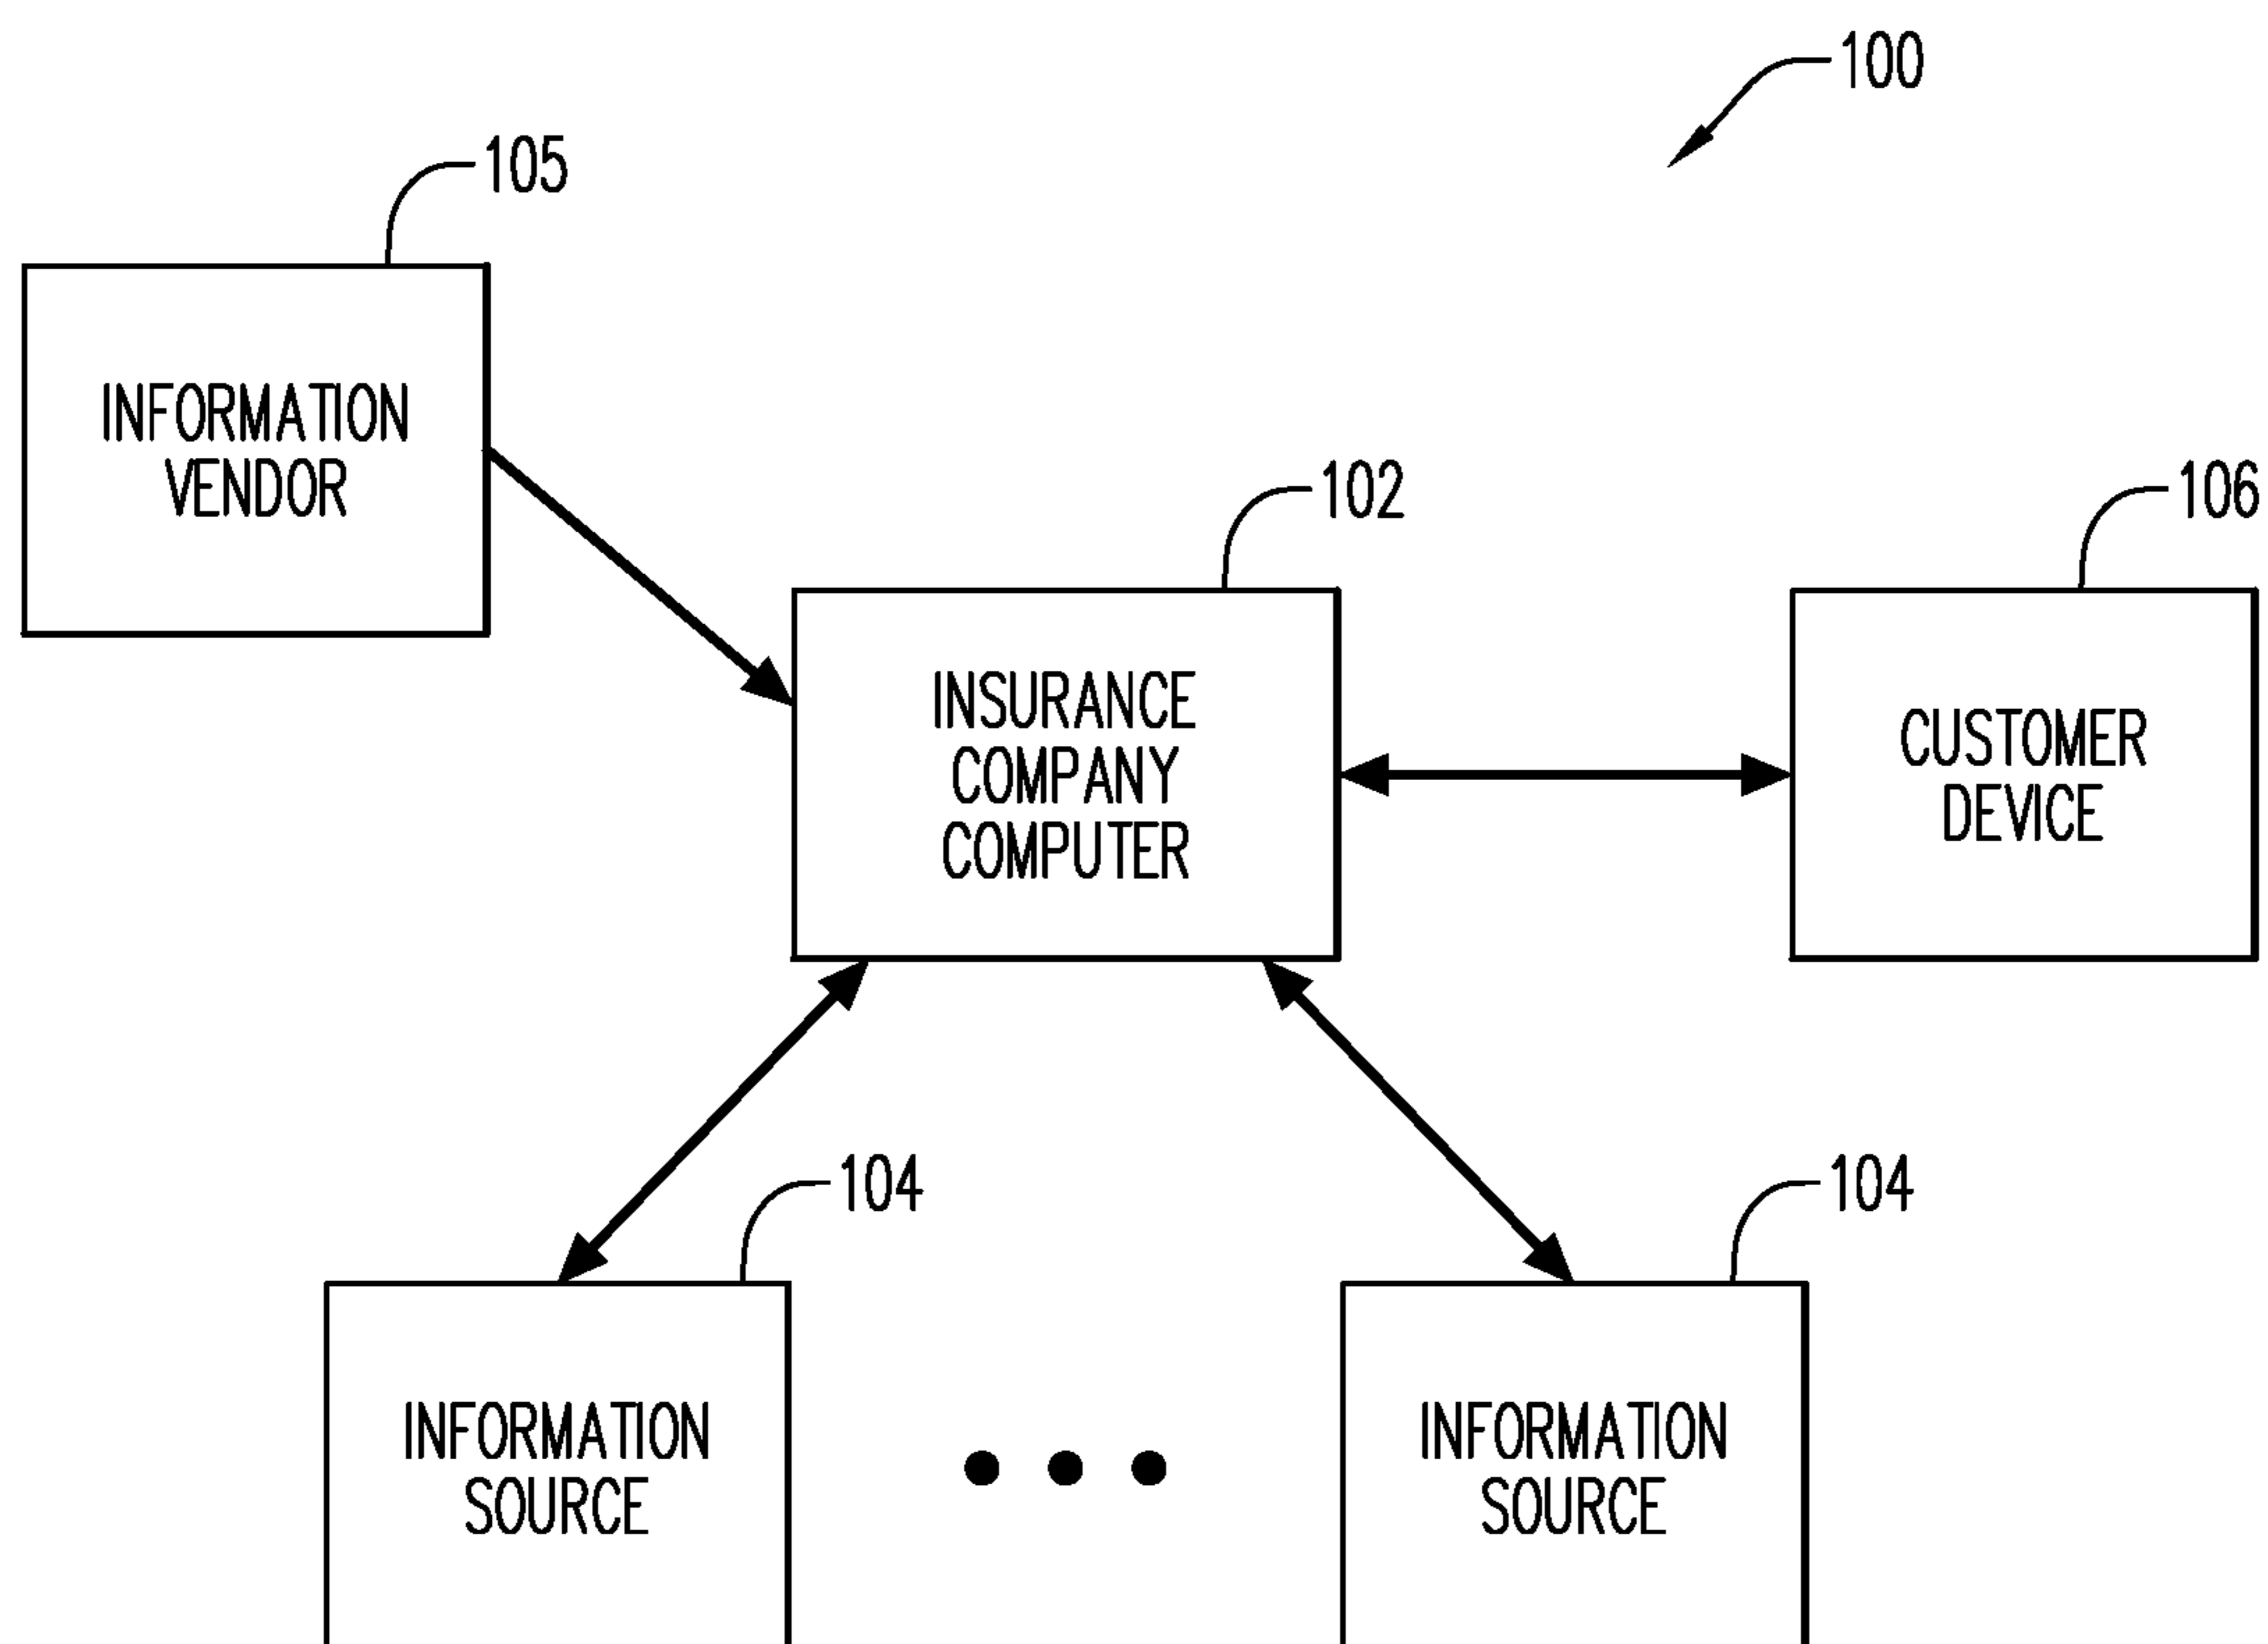 100
105
INFORMATION
VENDOR
102
106
INSURANCE
COMPANY
COMPUTER
CUSTOMER
DEVICE
104
104
INFORMATION
SOURCE
INFORMATION
SOURCE